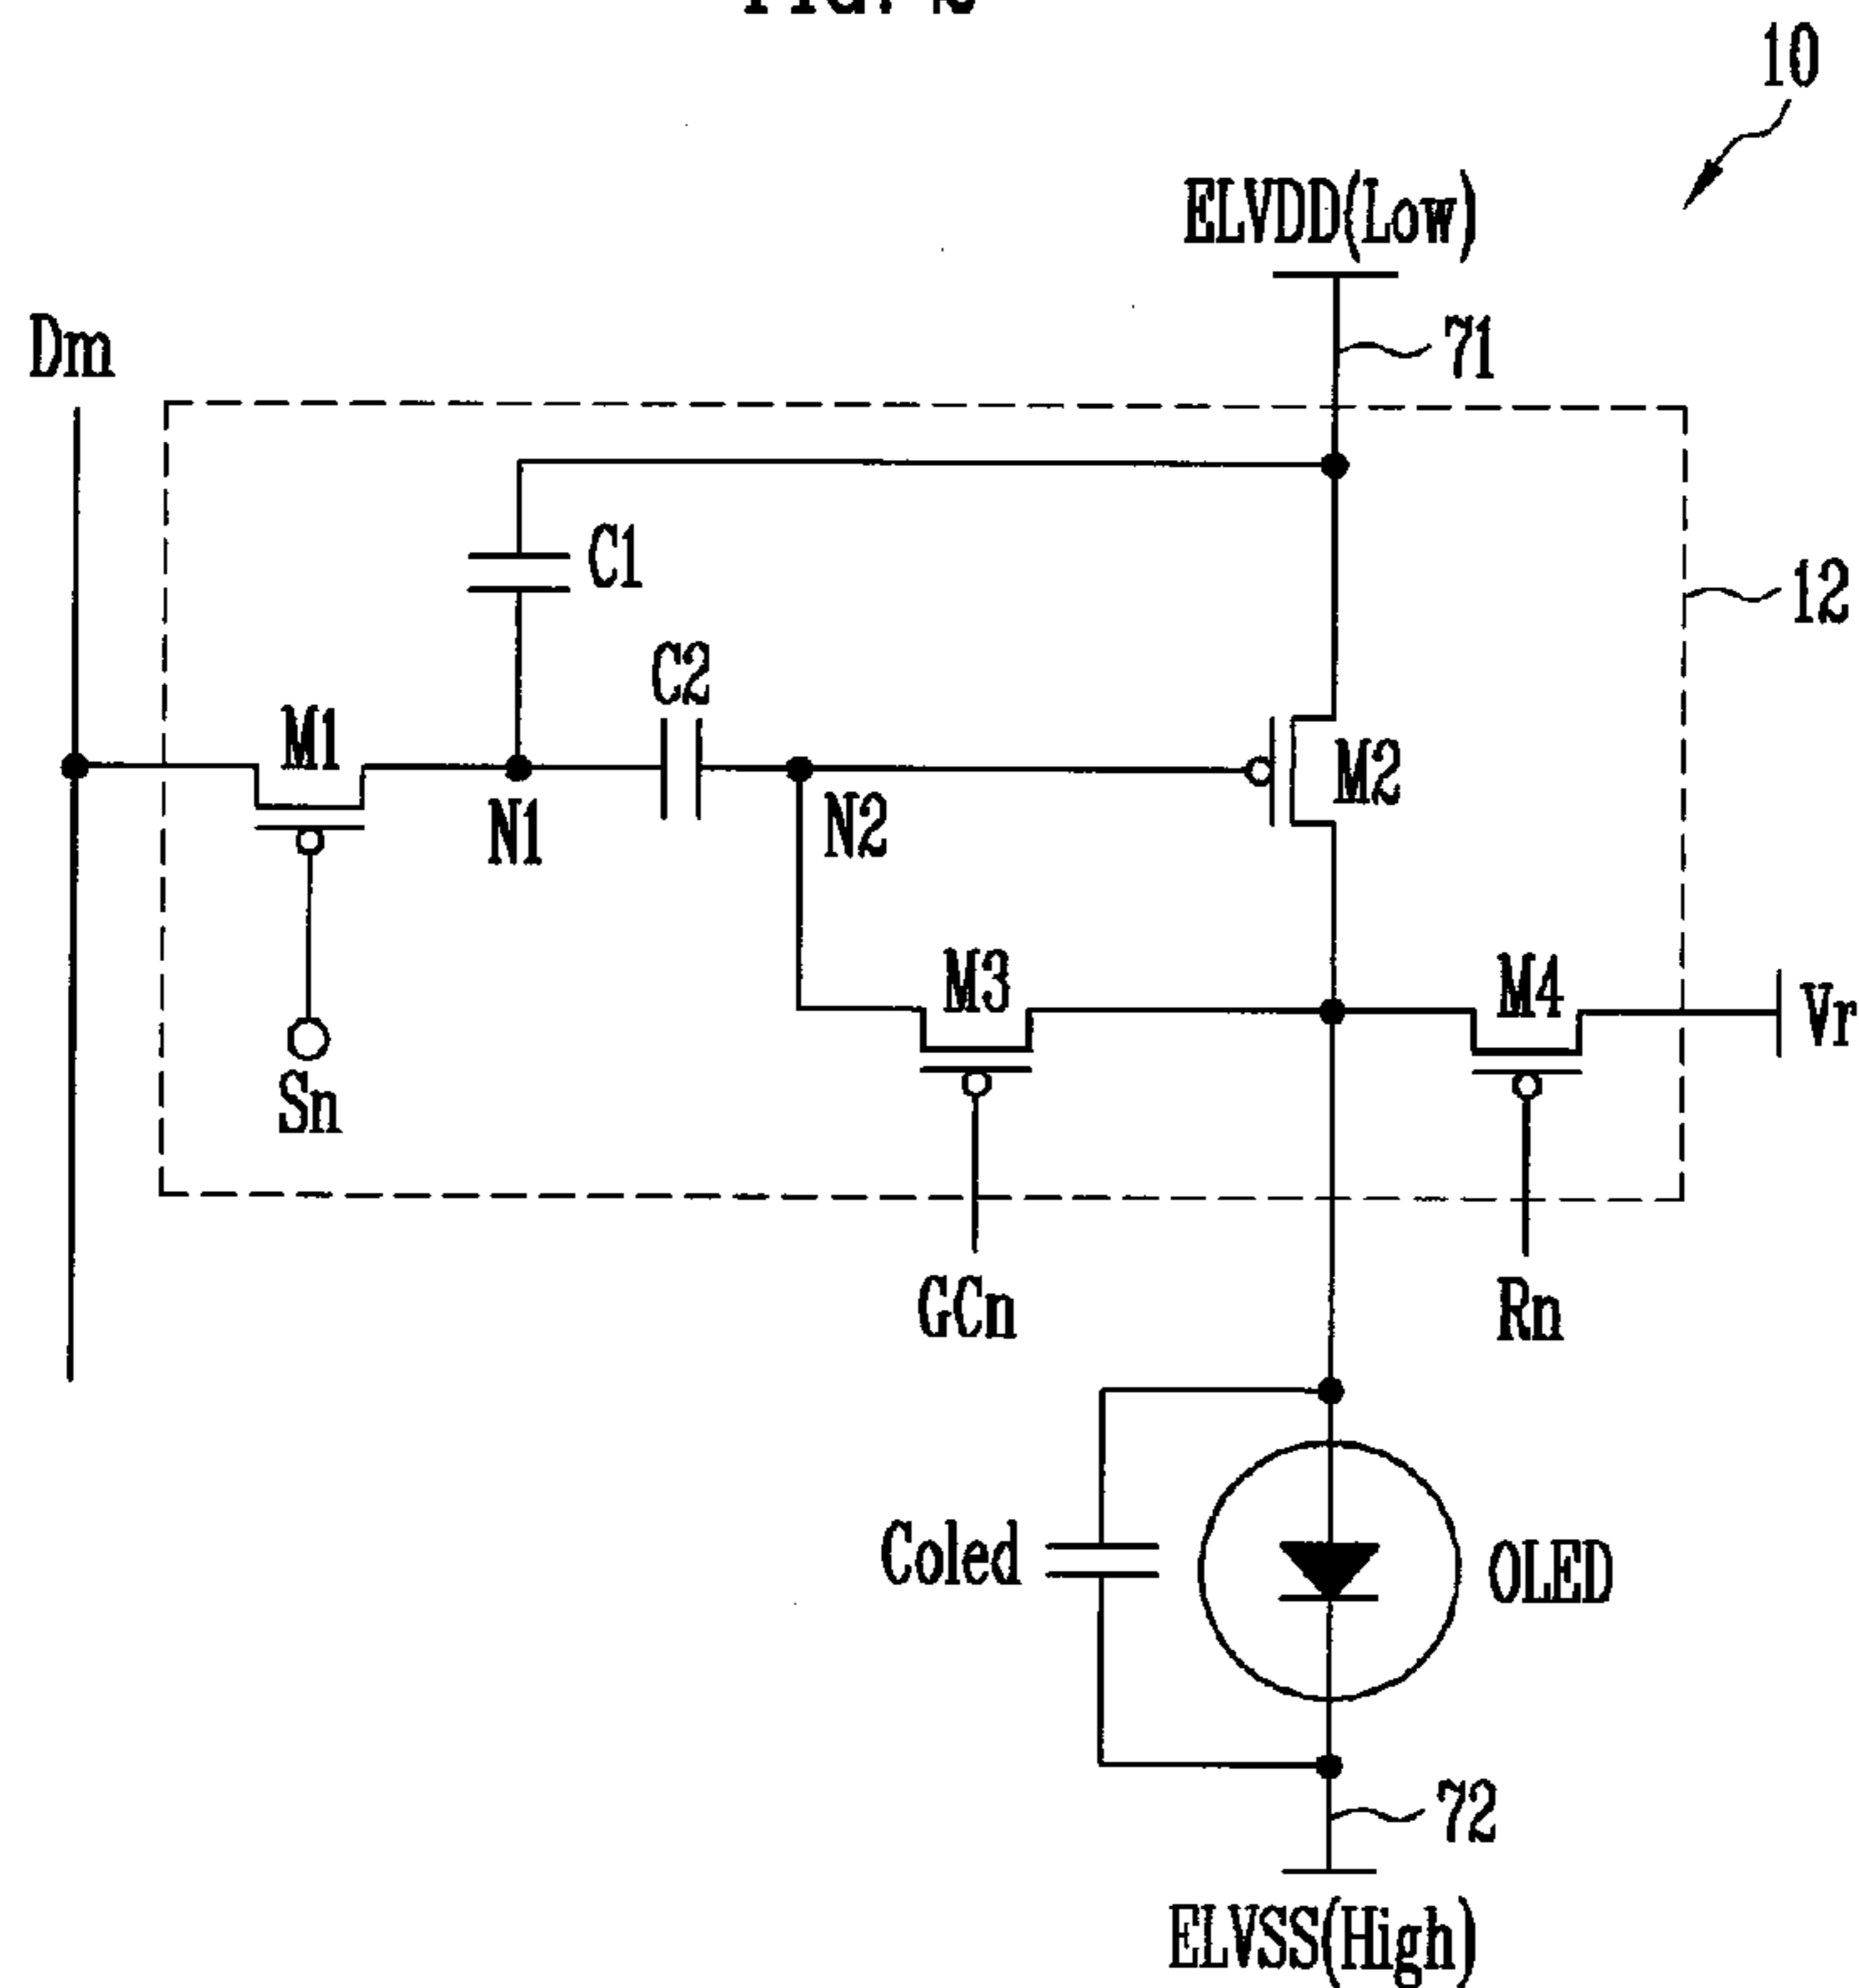 10
ELVDD(Low)
71
Dm
C1
12
C2
M1
M2
N1
N2
M3
M4
Vr
Sn
GCn
Rn
Coled
OLED
72
ELVSS(High)